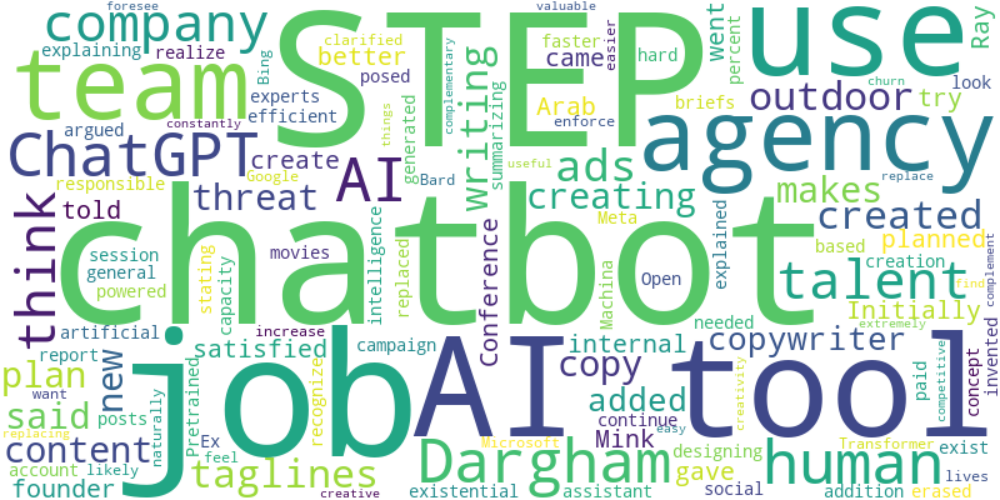 foresee
company
STEP
valuable
use
Ray
explaining
realize
Bing
clarified
better
complementary
faster
came
easier
hard
went
percent
team
experts
posed
efficient
writing
summarizing
Arab
enforce
briefs
outdoor
churn
try
look
argued
constantly
things
generated
agency
ChatGPT
create
AI
Bard
useful
ads
replace
responsible
Google
threat
creating
makes
think
told
movies
Conference
Meta
created
session
general
powered
chatbot
stating
capacity
intelligence
replaced
Machina
Open
explained
based
planned
creation
talent
find
complement
Initially
extremely
artificial
increase
needed
copywriter
invented
new
report
satisfied
campaign
internal
plan
want
job
recognize
AI tool
copy
concept
competitive
paid
creativity
said
posts
naturally
Pretrained
added
continue
easy
replacing
Ex
feel
Mink
Microsoft
designing
Transformer
exist
content
account
likely
taglines
Dargham
gave
human
lives
founder
creative
existential
assistant
social
addition
erased